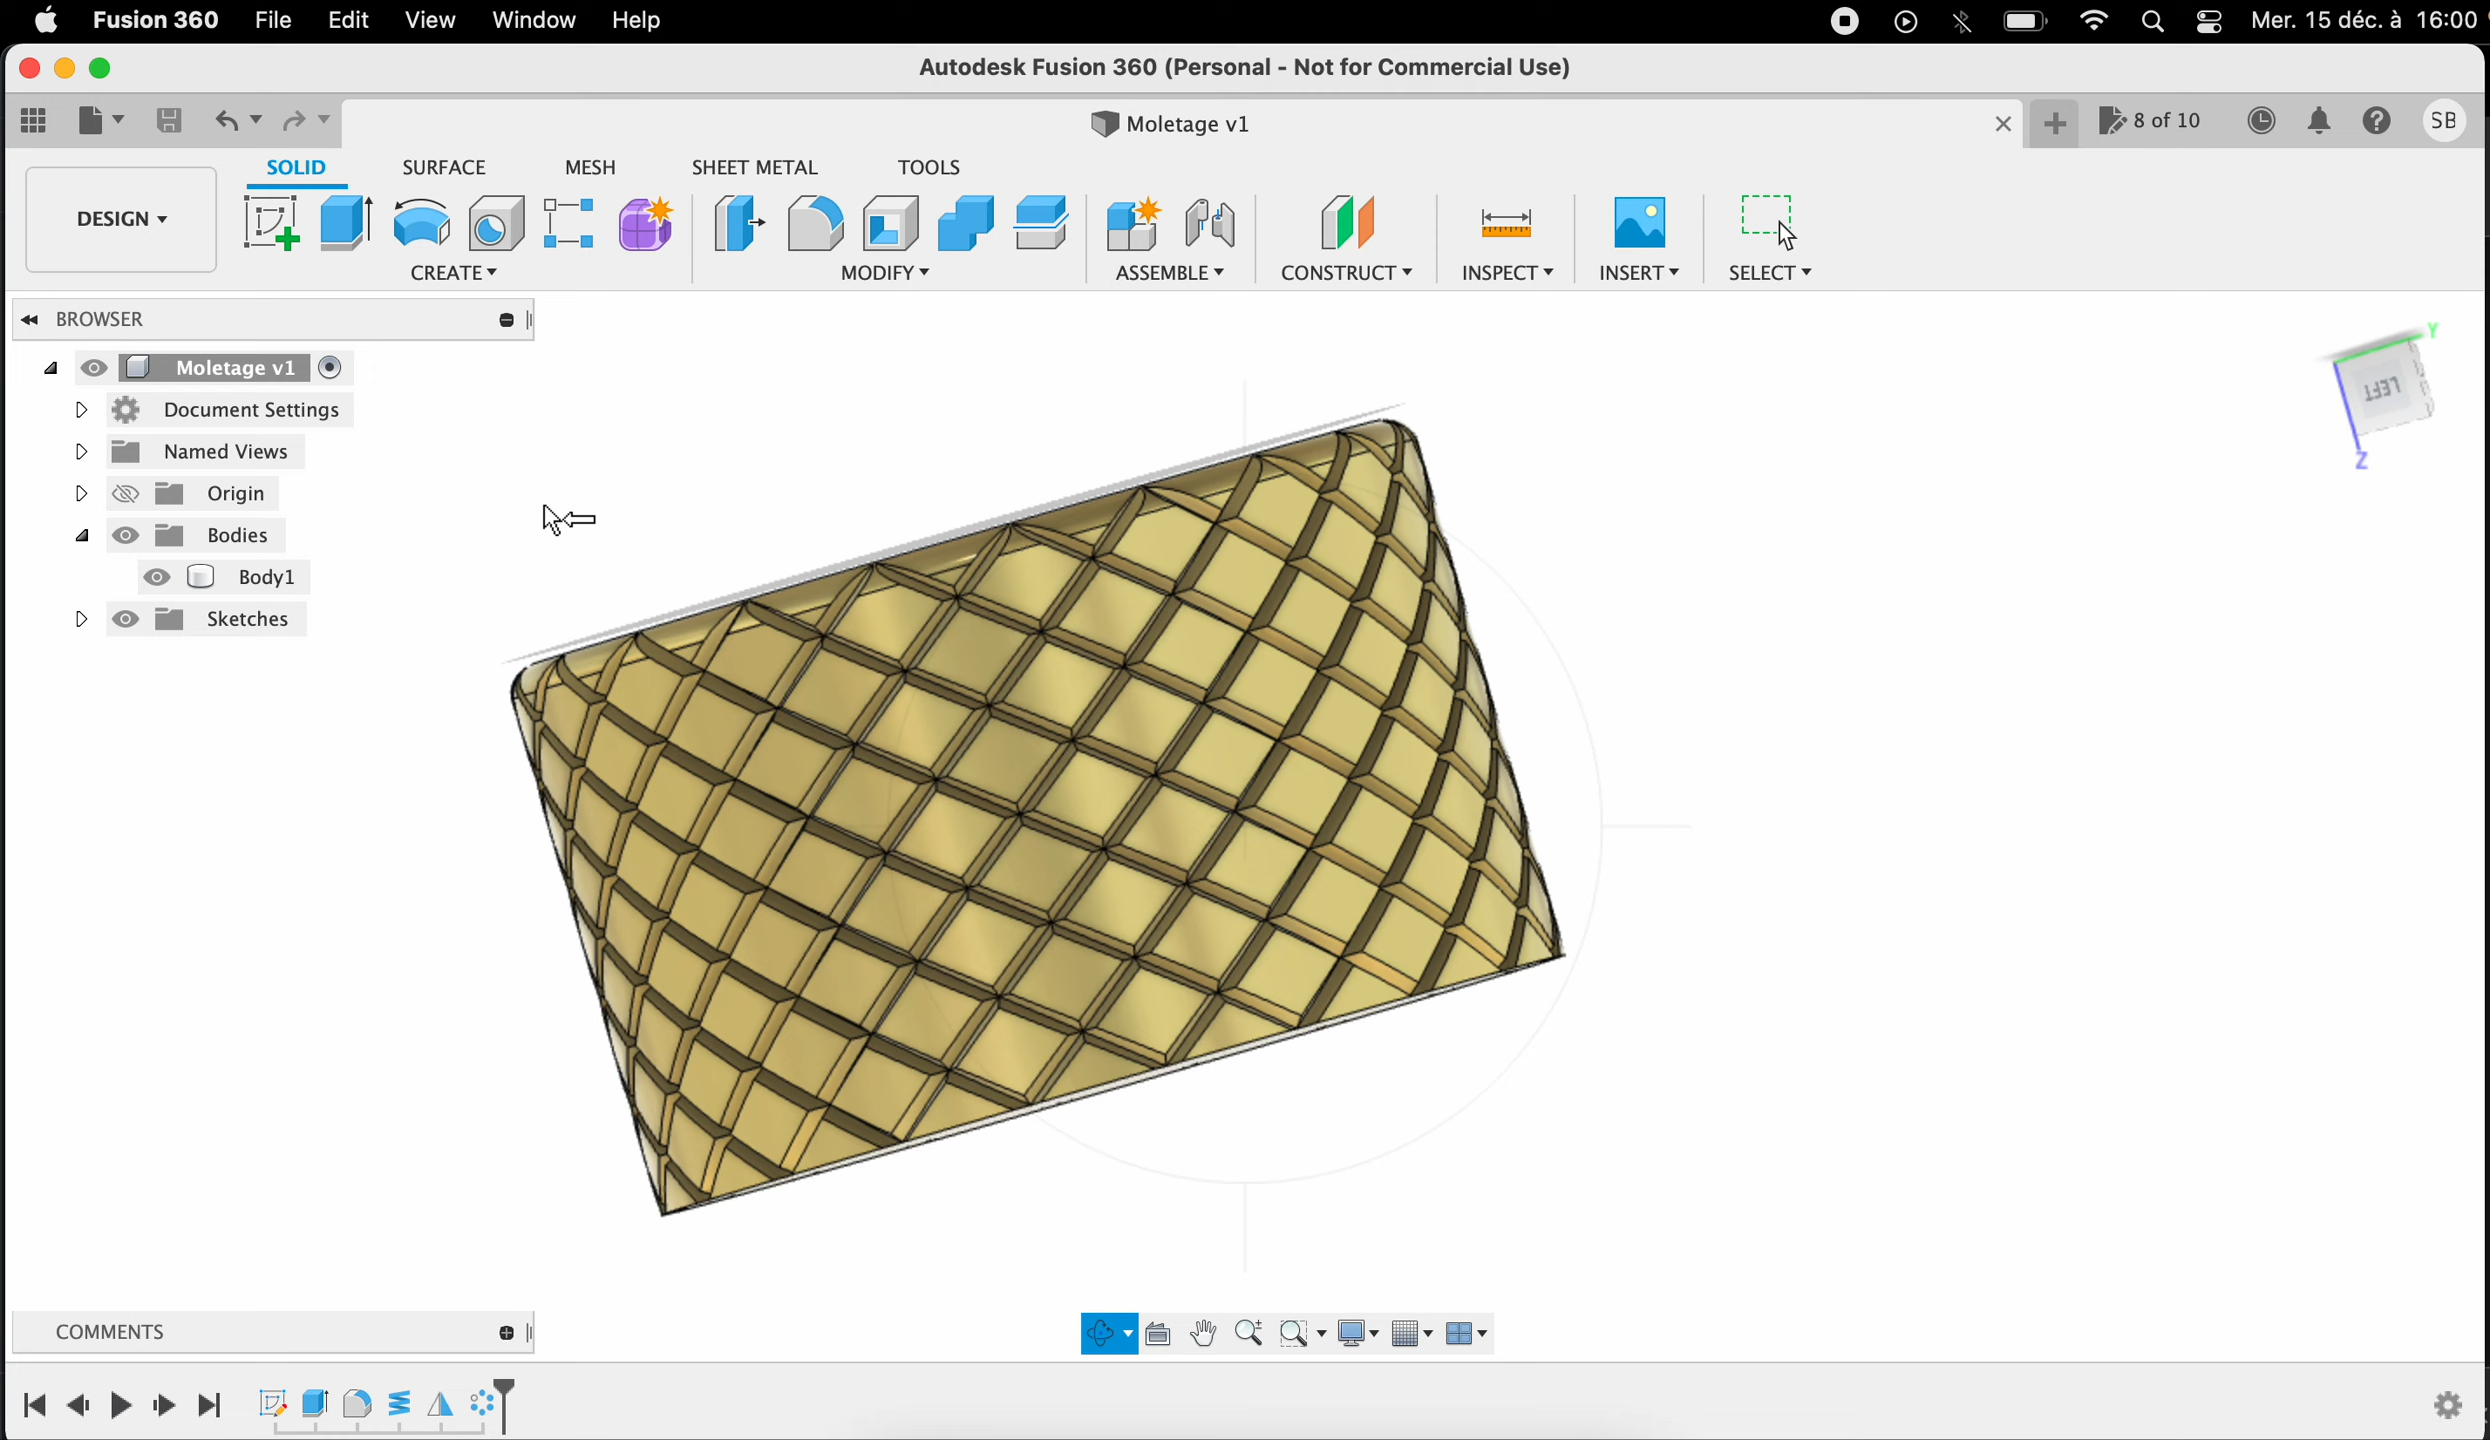 Fusion 360 File Edit View Window Help Mer. 15 déc. à 16:00
Autodesk Fusion 360 (Personal - Not for Commercial Use)
Moletage v1 8 of 10 SB
SOLID SURFACE MESH SHEET METAL TOOLS
DESIGN
CREATE MODIFY ASSEMBLE CONSTRUCT INSPECT INSERT SELECT
BROWSER
Moletage v1
Document Settings
Named Views
Origin
Bodies
Body1
Sketches
Y
LEFT
Z
COMMENTS